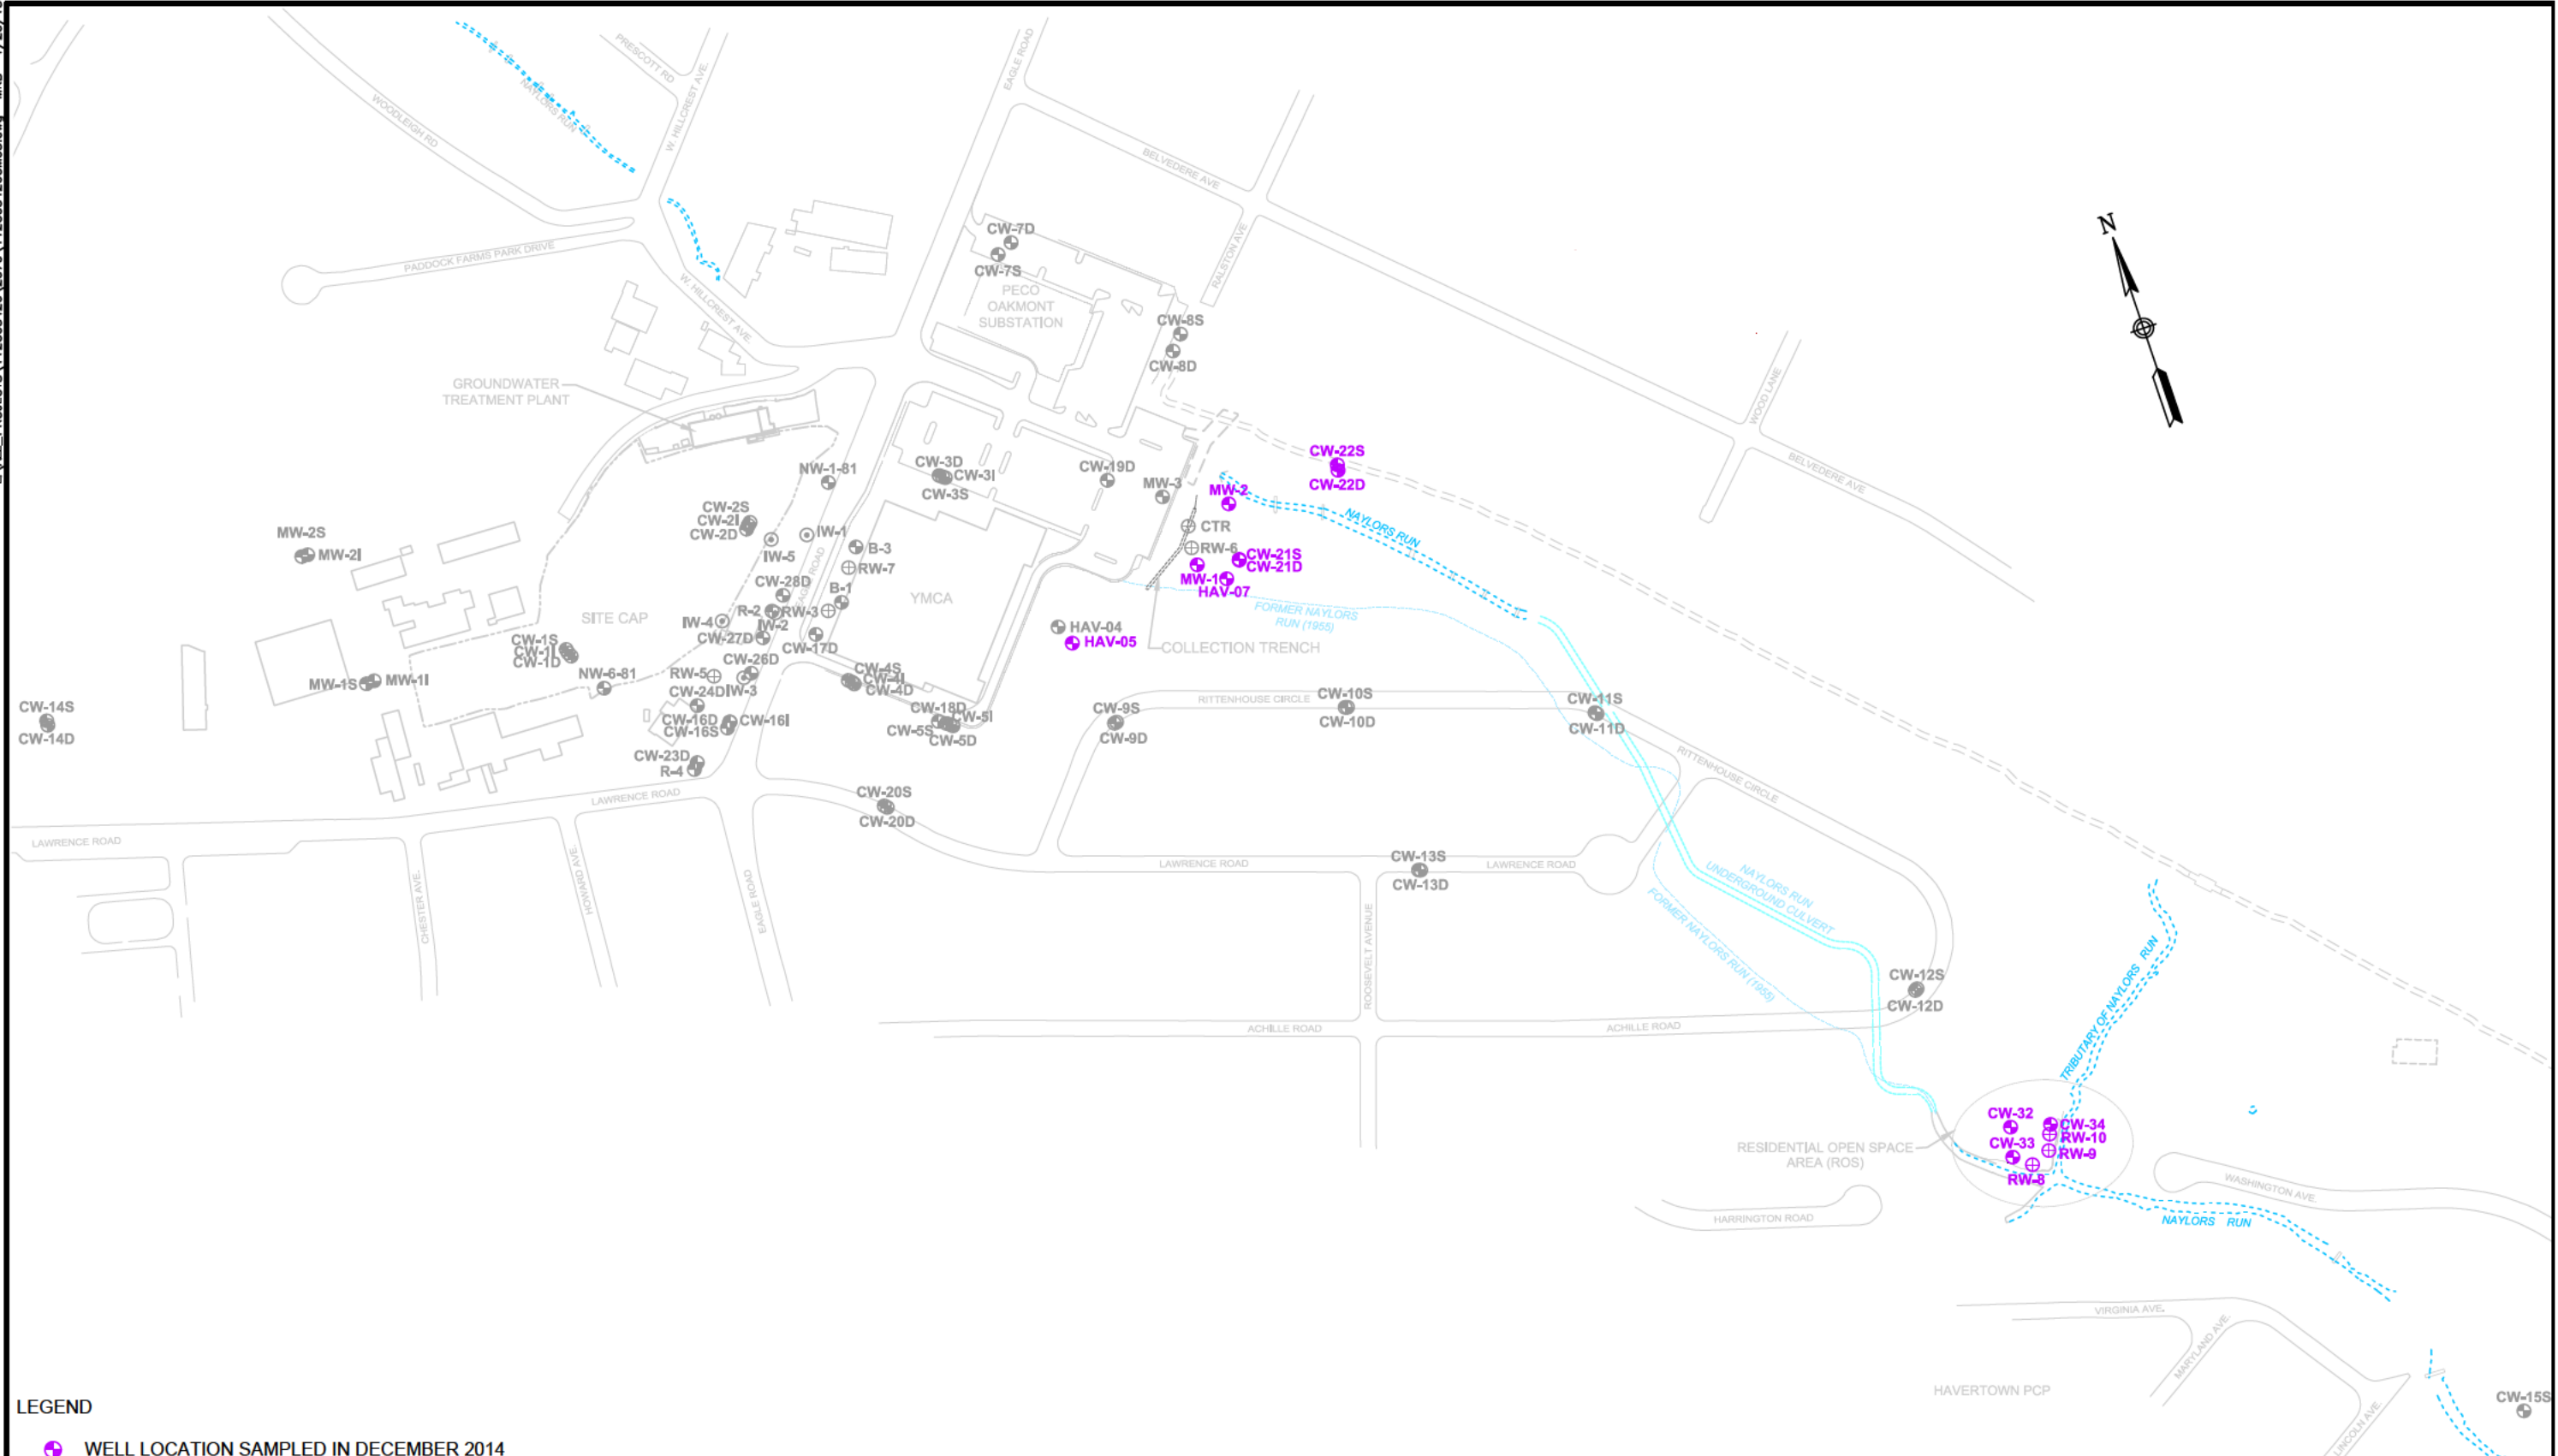 PRESCOTT RD
NAYLORS RUN
WOODLEIGH RD
W. HILLCREST AVE.
EAGLE ROAD
BELVEDERE AVE
RALSTON AVE
N
PADDOCK FARMS PARK DRIVE
W. HILLCREST AVE.
CW-7D
CW-7S
PECO
OAKMONT
SUBSTATION
CW-8S
CW-8D
GROUNDWATER
TREATMENT PLANT
WOOD LANE
BELVEDERE AVE
CW-22S
CW-22D
NW-1-81
CW-3D
CW-3I
CW-3S
CW-19D
MW-3
MW-2
NAYLORS RUN
CW-2S
CW-2I
CW-2D
IW-1
IW-5
CTR
RW-6
MW-2S
MW-2I
B-3
RW-7
CW-21S
CW-21D
MW-1
HAV-07
CW-28D
B-1
R-2
RW-3
IW-2
IW-4
CW-27D
CW-17D
YMCA
SITE CAP
FORMER NAYLORS
RUN (1955)
HAV-04
HAV-05
COLLECTION TRENCH
CW-1S
CW-1I
CW-1D
MW-1S
MW-1I
NW-6-81
RW-5
CW-26D
CW-24D
IW-3
CW-4S
CW-4I
CW-4D
CW-16D
CW-16I
CW-16S
CW-18D
CW-5I
CW-5S
CW-5D
CW-14S
CW-14D
CW-23D
R-4
CW-9S
CW-9D
RITTENHOUSE CIRCLE
CW-10S
CW-10D
CW-11S
CW-11D
RITTENHOUSE CIRCLE
LAWRENCE ROAD
LAWRENCE ROAD
CW-20S
CW-20D
LAWRENCE ROAD
CW-13S
CW-13D
LAWRENCE ROAD
CHESTER AVE.
HOWARD AVE.
EAGLE ROAD
ROOSEVELT AVENUE
NAYLORS RUN
UNDERGROUND CULVERT
FORMER NAYLORS RUN (1955)
CW-12S
CW-12D
TRIBUTARY OF NAYLORS RUN
ACHILLE ROAD
ACHILLE ROAD
CW-32
CW-34
RW-10
CW-33
RW-9
RW-8
RESIDENTIAL OPEN SPACE
AREA (ROS)
WASHINGTON AVE.
HARRINGTON ROAD
NAYLORS RUN
VIRGINIA AVE.
MARYLAND AVE.
HAVERTOWN PCP
LINCOLN AVE.
CW-15S
LEGEND
WELL LOCATION SAMPLED IN DECEMBER 2014